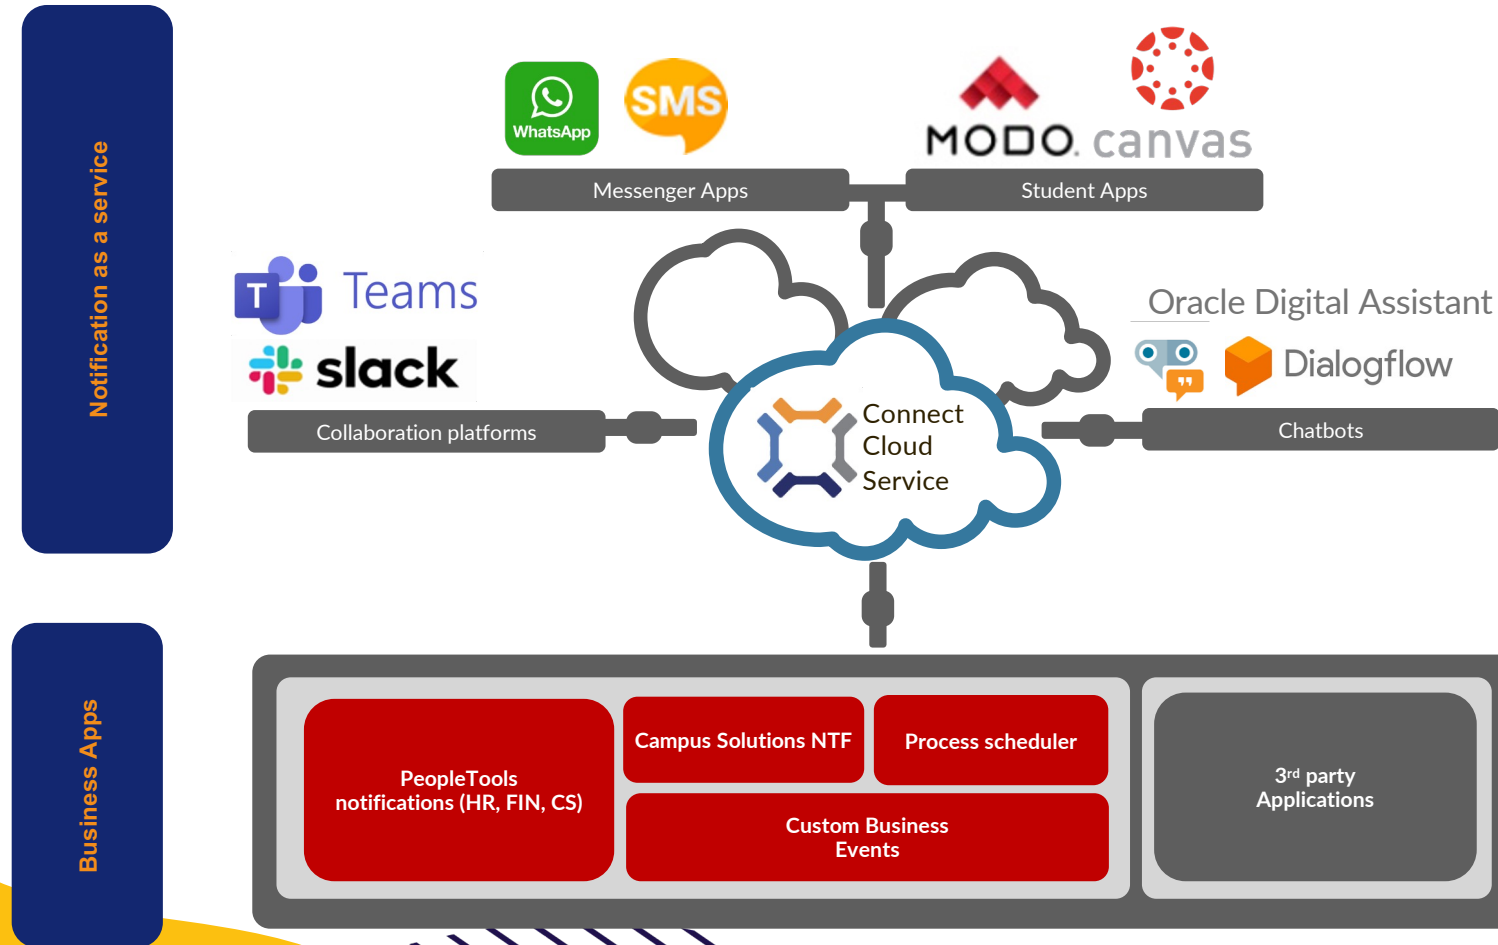 Notification as a service
WhatsApp
SMS
MODO.
canvas
Messenger Apps
Student Apps
T
Teams
slack
Collaboration platforms
Oracle Digital Assistant
Dialogflow
Chatbots
Connect
Cloud
Service
Business Apps
PeopleTools
notifications (HR, FIN, CS)
Campus Solutions NTF
Process scheduler
Custom Business
Events
3rd party
Applications